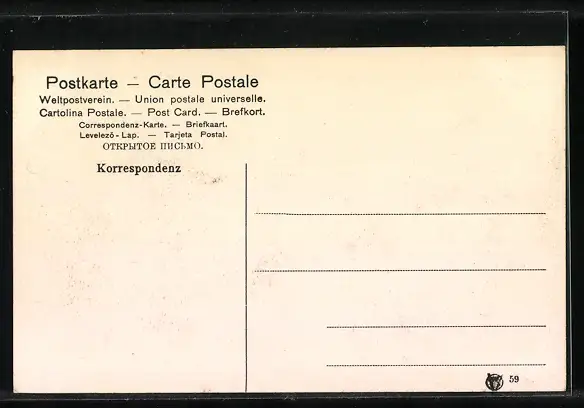 Postkarte — Carte Postale
Weltpostverein. — Union postale universelle.
Cartolina Postale. — Post Card. — Brefkort.
Correspondenz-Karte. — Briefkaart.
Levelező-Lap. — Tarjeta Postal.
ОТКРЫТОЕ ПИСЬМО.
Korrespondenz
59